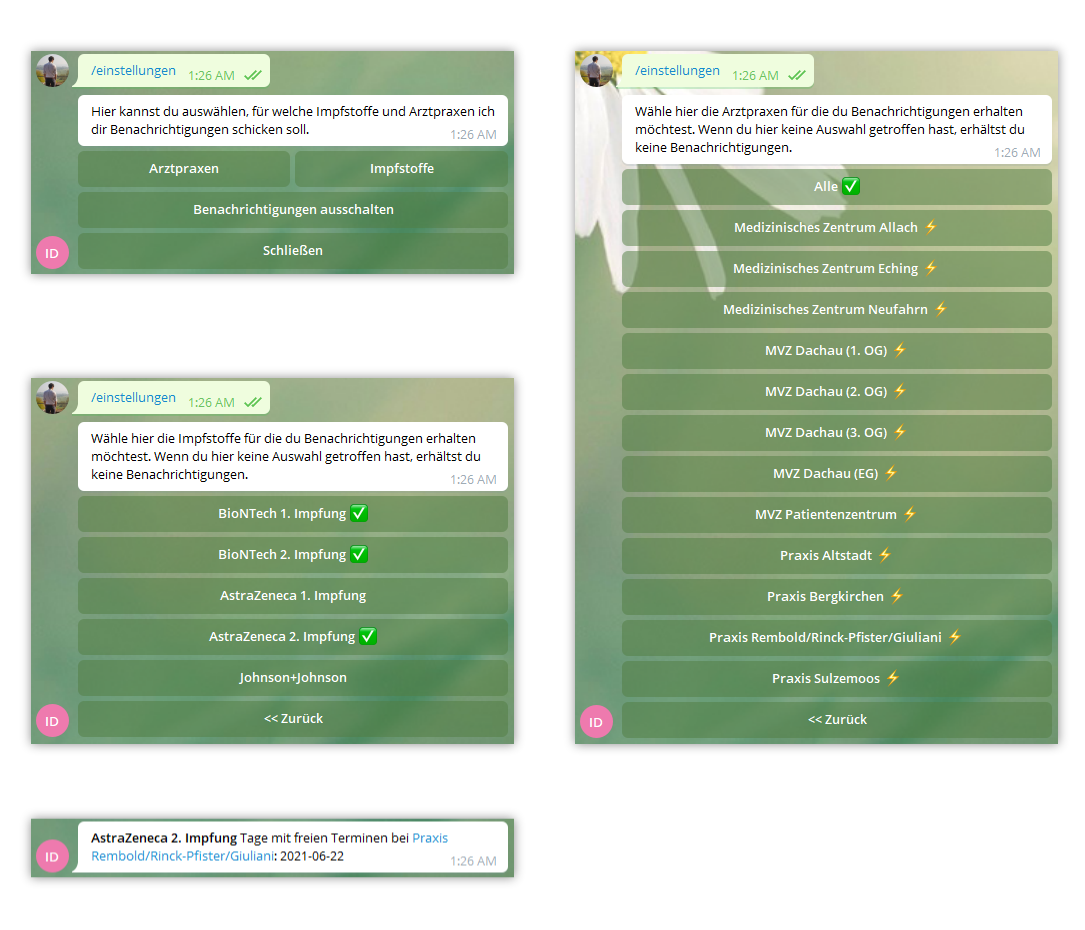 /einstellungen 1:26 AM
Hier kannst du auswählen, für welche Impfstoffe und Arztpraxen ich
dir Benachrichtigungen schicken soll. 1:26 AM
Arztpraxen Impfstoffe
Benachrichtigungen ausschalten
ID Schließen
/einstellungen 1:26 AM
Wähle hier die Impfstoffe für die du Benachrichtigungen erhalten
möchtest. Wenn du hier keine Auswahl getroffen hast, erhältst du
keine Benachrichtigungen. 1:26 AM
BioNTech 1. Impfung ✅
BioNTech 2. Impfung ✅
AstraZeneca 1. Impfung
AstraZeneca 2. Impfung ✅
Johnson+Johnson
ID << Zurück
AstraZeneca 2. Impfung Tage mit freien Terminen bei Praxis
ID Rembold/Rinck-Pfister/Giuliani: 2021-06-22 1:26 AM
/einstellungen 1:26 AM
Wähle hier die Arztpraxen für die du Benachrichtigungen erhalten
möchtest. Wenn du hier keine Auswahl getroffen hast, erhältst du
keine Benachrichtigungen. 1:26 AM
Alle ✅
Medizinisches Zentrum Allach ⚡
Medizinisches Zentrum Eching ⚡
Medizinisches Zentrum Neufahrn ⚡
MVZ Dachau (1. OG) ⚡
MVZ Dachau (2. OG) ⚡
MVZ Dachau (3. OG) ⚡
MVZ Dachau (EG) ⚡
MVZ Patientenzentrum ⚡
Praxis Altstadt ⚡
Praxis Bergkirchen ⚡
Praxis Rembold/Rinck-Pfister/Giuliani ⚡
Praxis Sulzemoos ⚡
ID << Zurück